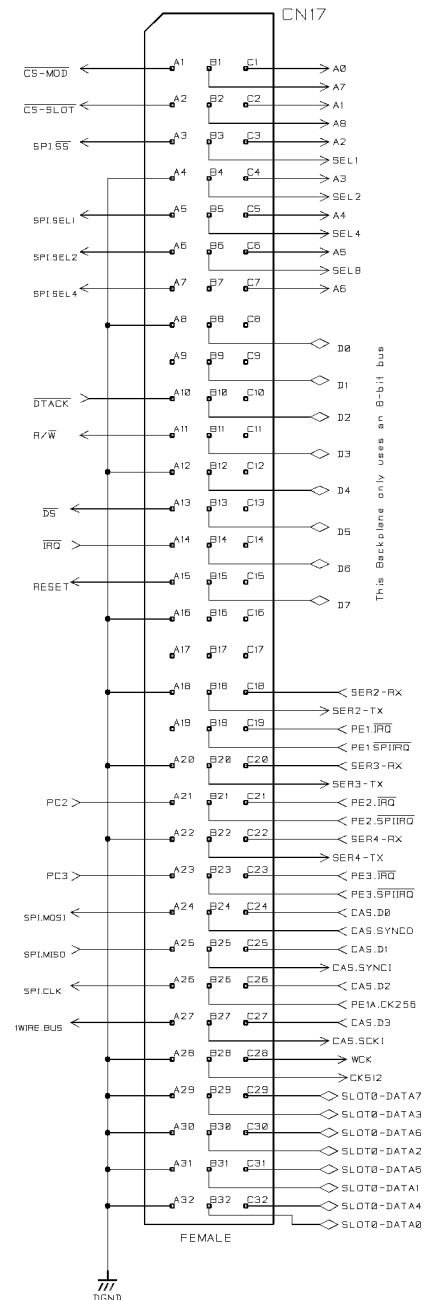 CN17
A1 B1 C1
CS-MOD A0
A7
A2 B2 C2
CS-SLOT A1
A8
A3 B3 C3
SPI.SS A2
SEL1
A4 B4 C4
A3
SEL2
A5 B5 C5
SPI.SEL1 A4
SEL4
A6 B6 C6
SPI.SEL2 A5
SEL8
A7 B7 C7
SPI.SEL4 A6
A8 B8 C8
D0
A9 B9 C9
D1
A10 B10 C10
DTACK
D2
A11 B11 C11
R/W
D3
A12 B12 C12
D4
A13 B13 C13
DS
D5
A14 B14 C14
IRQ
D6
A15 B15 C15
RESET
D7
This Backplane only uses an 8-bit bus
A16 B16 C16
A17 B17 C17
A18 B18 C18
SER2-RX
SER2-TX
A19 B19 C19
PE1.IRQ
PE1SPIIRQ
A20 B20 C20
SER3-RX
SER3-TX
A21 B21 C21
PC2 PE2.IRQ
PE2.SPIIRQ
A22 B22 C22
SER4-RX
SER4-TX
A23 B23 C23
PC3 PE3.IRQ
PE3.SPIIRQ
A24 B24 C24
SPI.MOSI CAS.D0
CAS.SYNCO
A25 B25 C25
SPI.MISO CAS.D1
CAS.SYNCI
A26 B26 C26
SPI.CLK CAS.D2
PE1A.CK256
A27 B27 C27
1WIRE.BUS CAS.D3
CAS.SCKI
A28 B28 C28
WCK
CK512
A29 B29 C29
SLOT0-DATA7
SLOT0-DATA3
A30 B30 C30
SLOT0-DATA6
SLOT0-DATA2
A31 B31 C31
SLOT0-DATA5
SLOT0-DATA1
A32 B32 C32
SLOT0-DATA4
SLOT0-DATA0
FEMALE
DGND